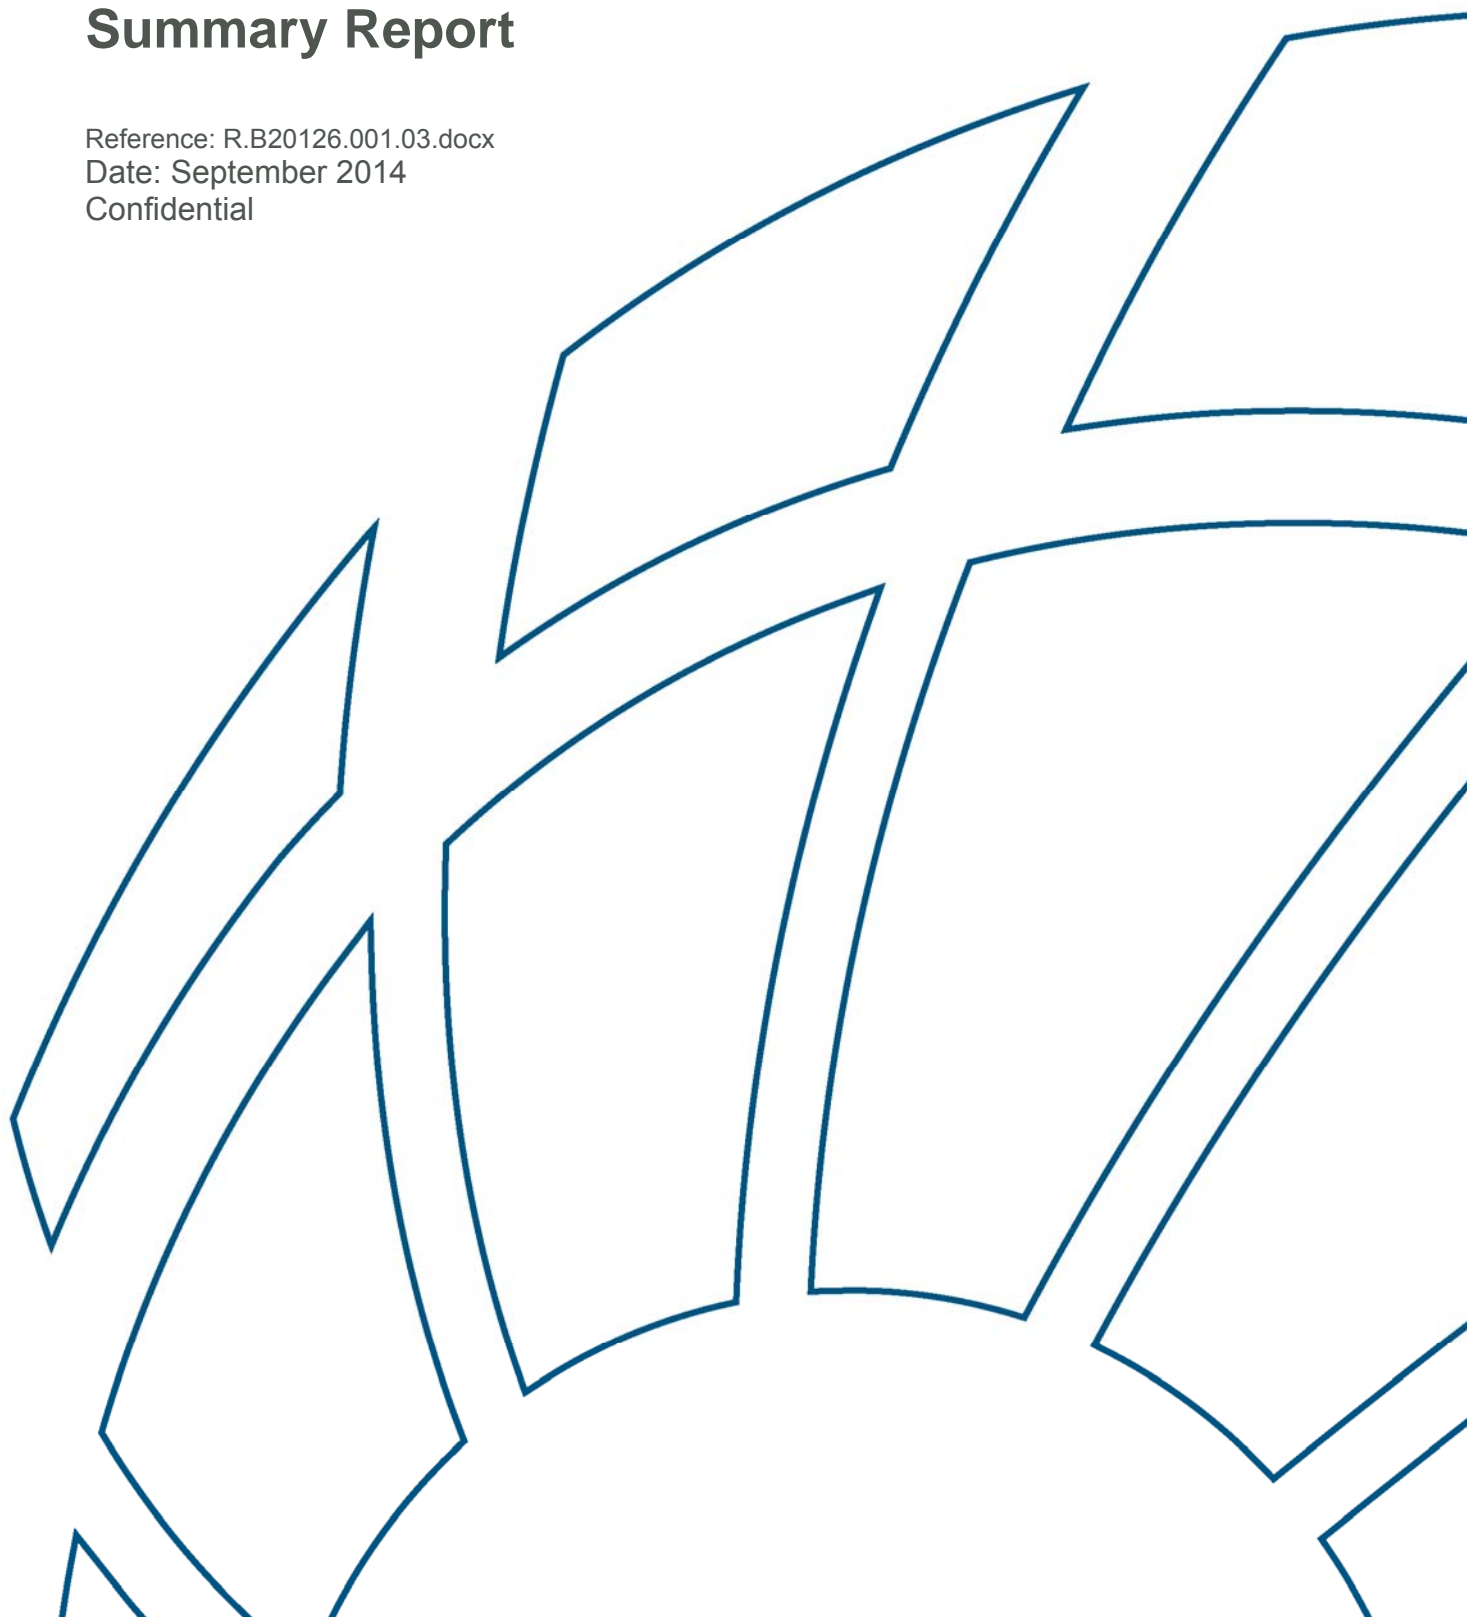 Summary Report
Reference: R.B20126.001.03.docx
Date: September 2014
Confidential